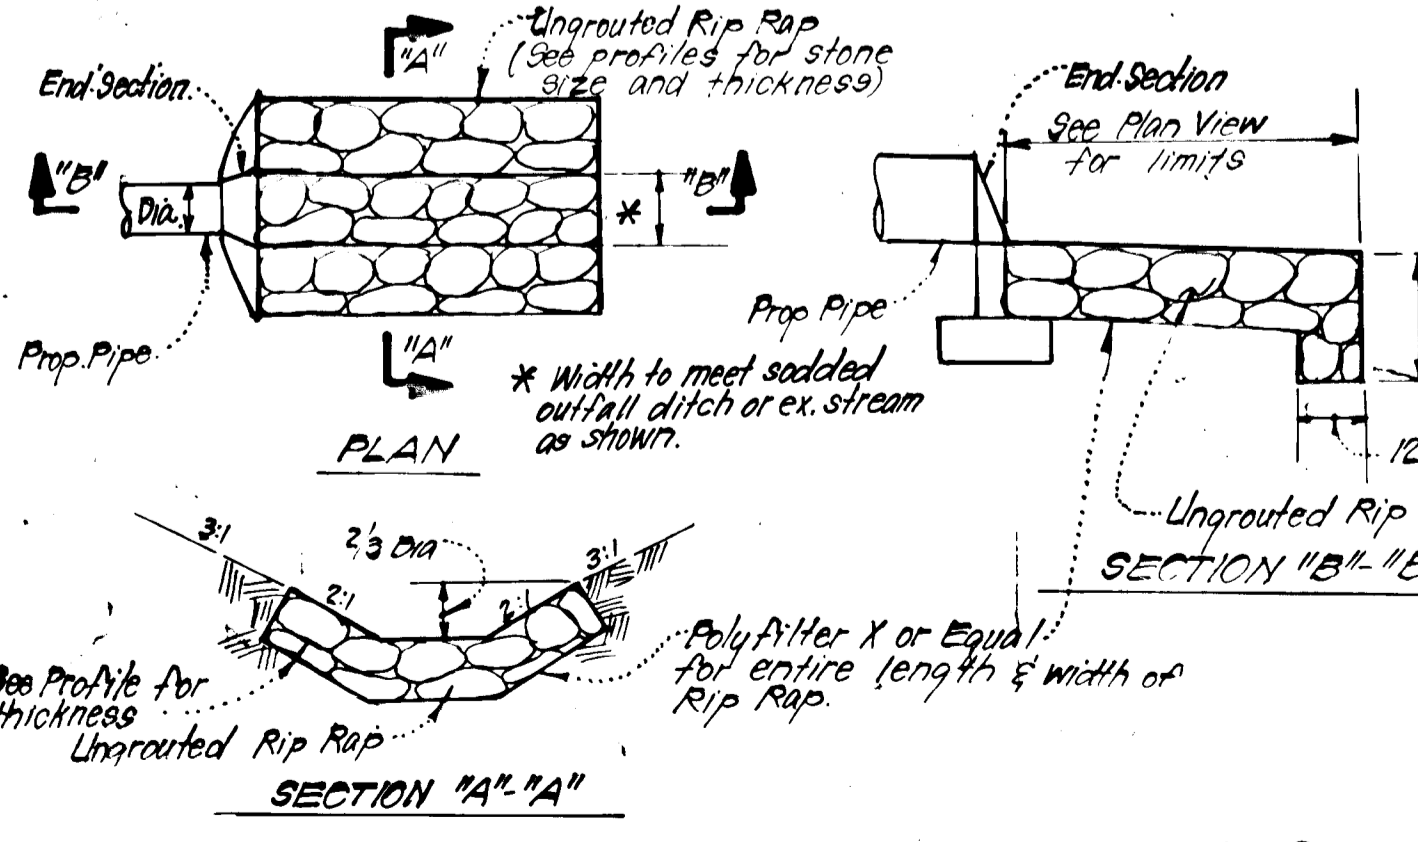 Ungrouted Rip Rap
(See profiles for stone
size and thickness)
"A"
End Section
"B"
"B"
Dia.
*
Prop. Pipe
"A"
* Width to meet sodded
outfall ditch or ex. stream
as shown.
PLAN
End Section
See Plan View
for limits
Prop Pipe
12
Ungrouted Rip
SECTION "B"-"B
3:1
2/3 Dia
3:1
2:1
2:1
See Profile for
thickness
Ungrouted Rip Rap
Polyfilter X or Equal
for entire length & width of
Rip Rap.
SECTION "A"-"A"